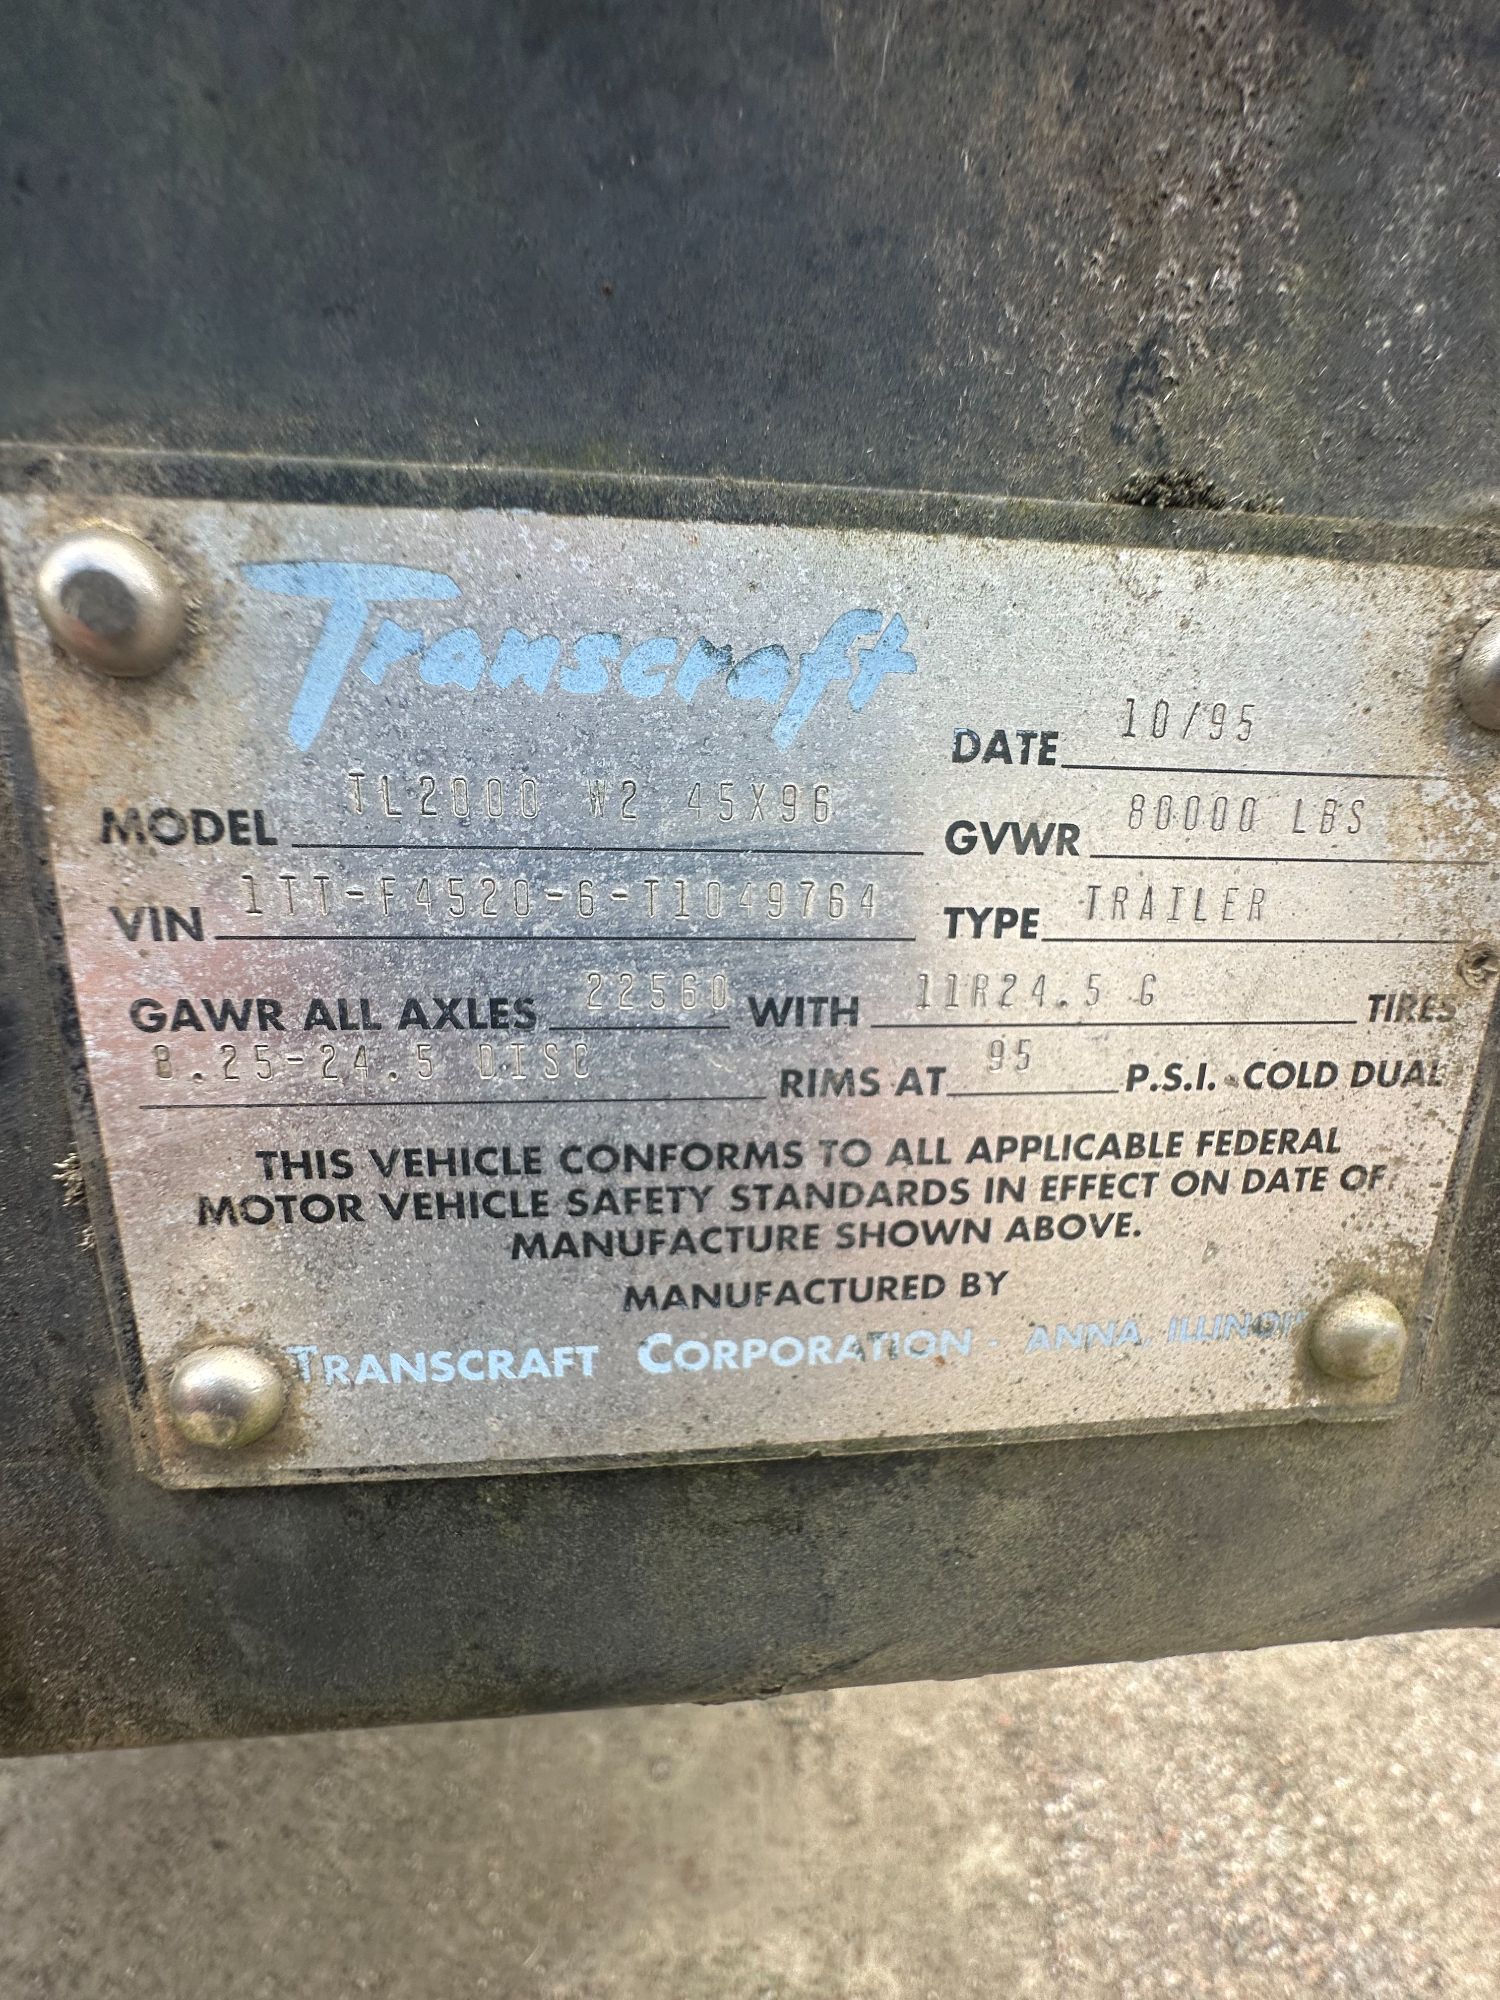 Transcraft
DATE 10/95
MODEL TL2000 W2 45X96
GVWR 80000 LBS
VIN 1TT-F4520-6-T1049764
TYPE TRAILER
GAWR ALL AXLES 22560 WITH 11R24.5 G TIRES
8.25-24.5 DISC RIMS AT 95 P.S.I. COLD DUAL
THIS VEHICLE CONFORMS TO ALL APPLICABLE FEDERAL
MOTOR VEHICLE SAFETY STANDARDS IN EFFECT ON DATE OF
MANUFACTURE SHOWN ABOVE.
MANUFACTURED BY
TRANSCRAFT CORPORATION - ANNA, ILLINOIS